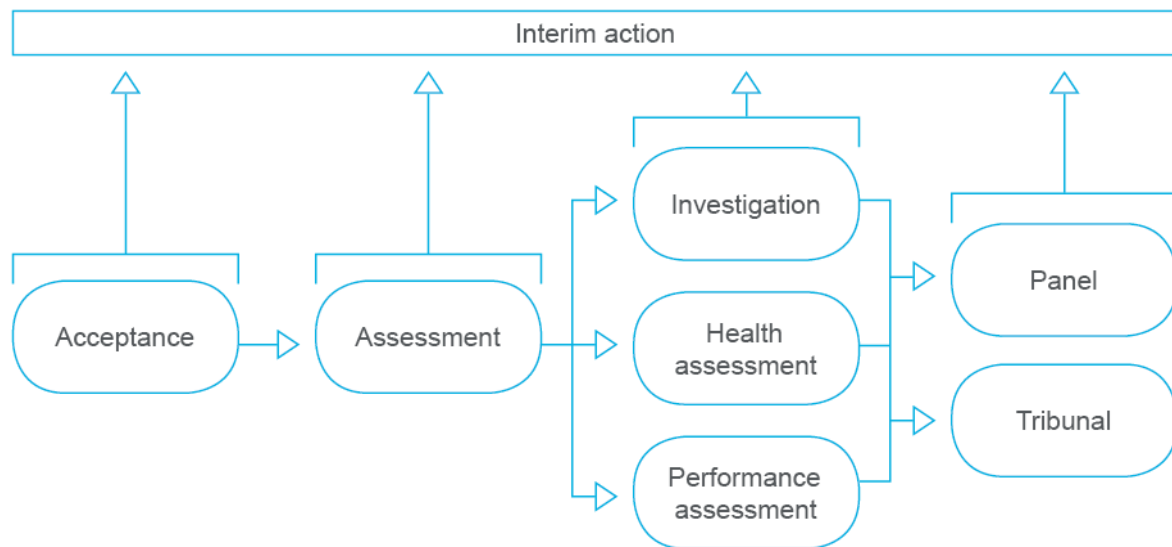 Interim action
Acceptance
Assessment
Investigation
Health
assessment
Performance
assessment
Panel
Tribunal